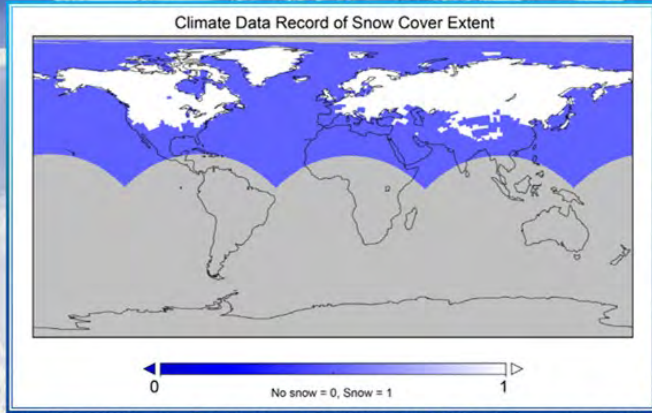 Climate Data Record of Snow Cover Extent
0
1
No snow = 0, Snow = 1